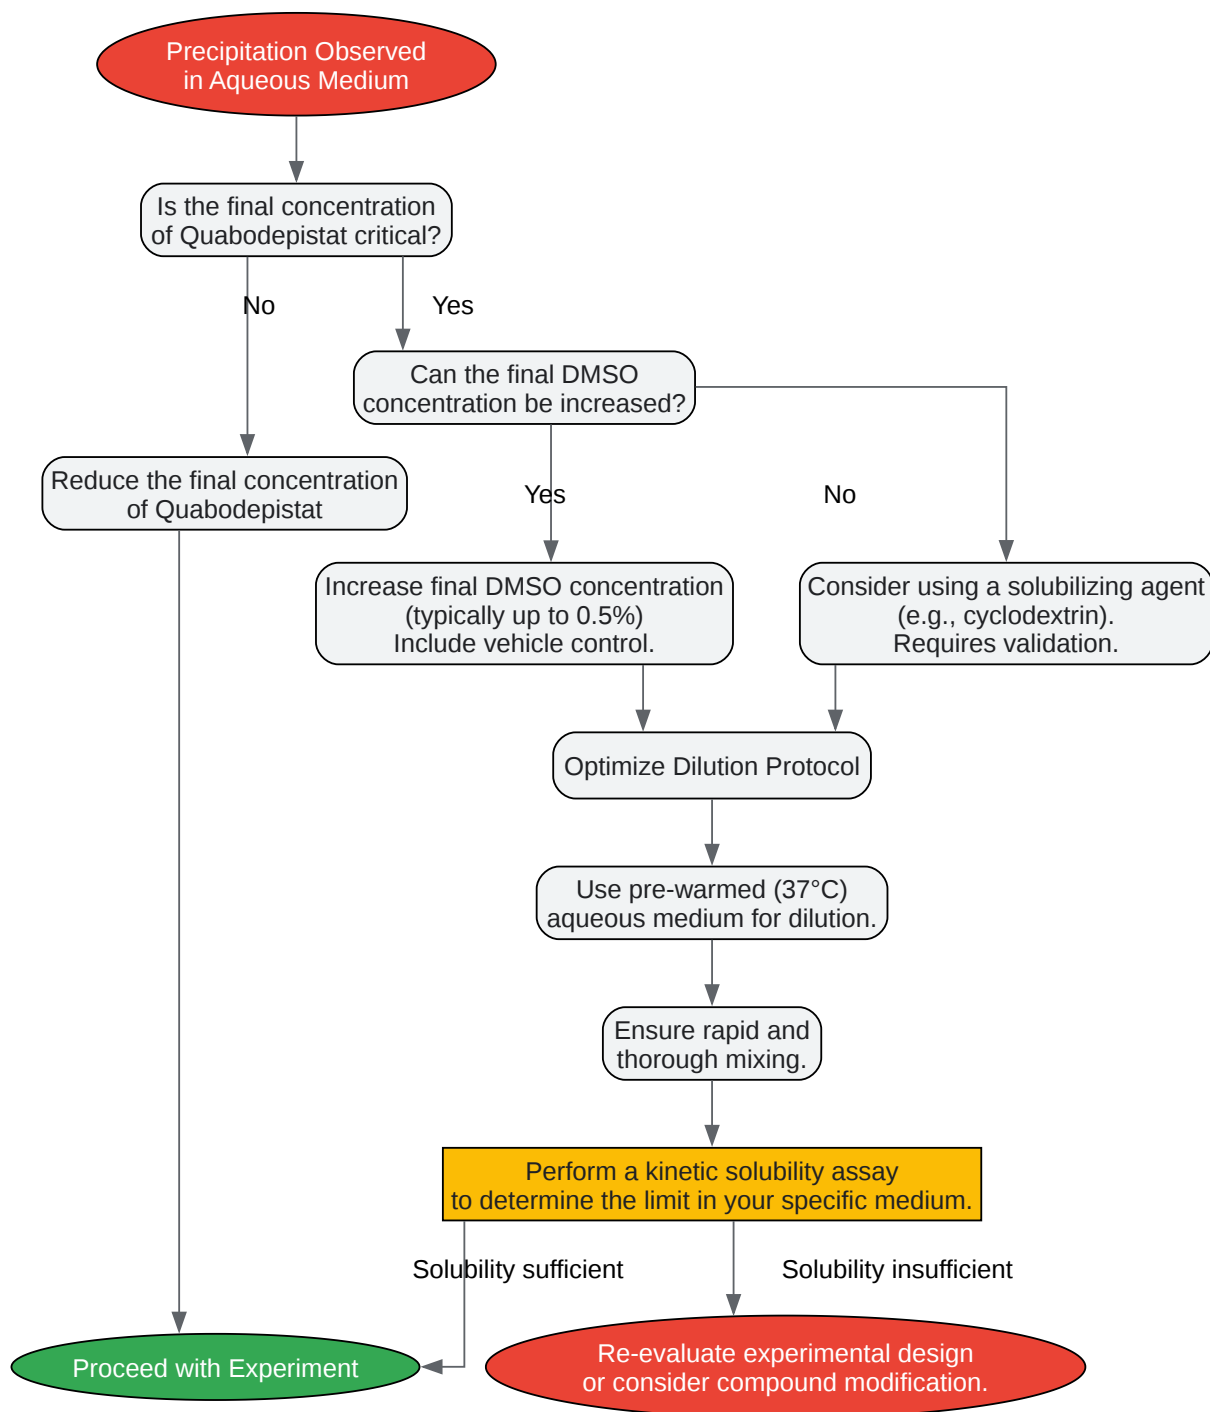 Precipitation Observed
in Aqueous Medium
Is the final concentration
of Quabodepistat critical?
No
Yes
Can the final DMSO
concentration be increased?
Reduce the final concentration
of Quabodepistat
Yes
No
Increase final DMSO concentration
(typically up to 0.5%)
Include vehicle control.
Consider using a solubilizing agent
(e.g., cyclodextrin).
Requires validation.
Optimize Dilution Protocol
Use pre-warmed (37°C)
aqueous medium for dilution.
Ensure rapid and
thorough mixing.
Perform a kinetic solubility assay
to determine the limit in your specific medium.
Solubility sufficient
Solubility insufficient
Proceed with Experiment
Re-evaluate experimental design
or consider compound modification.